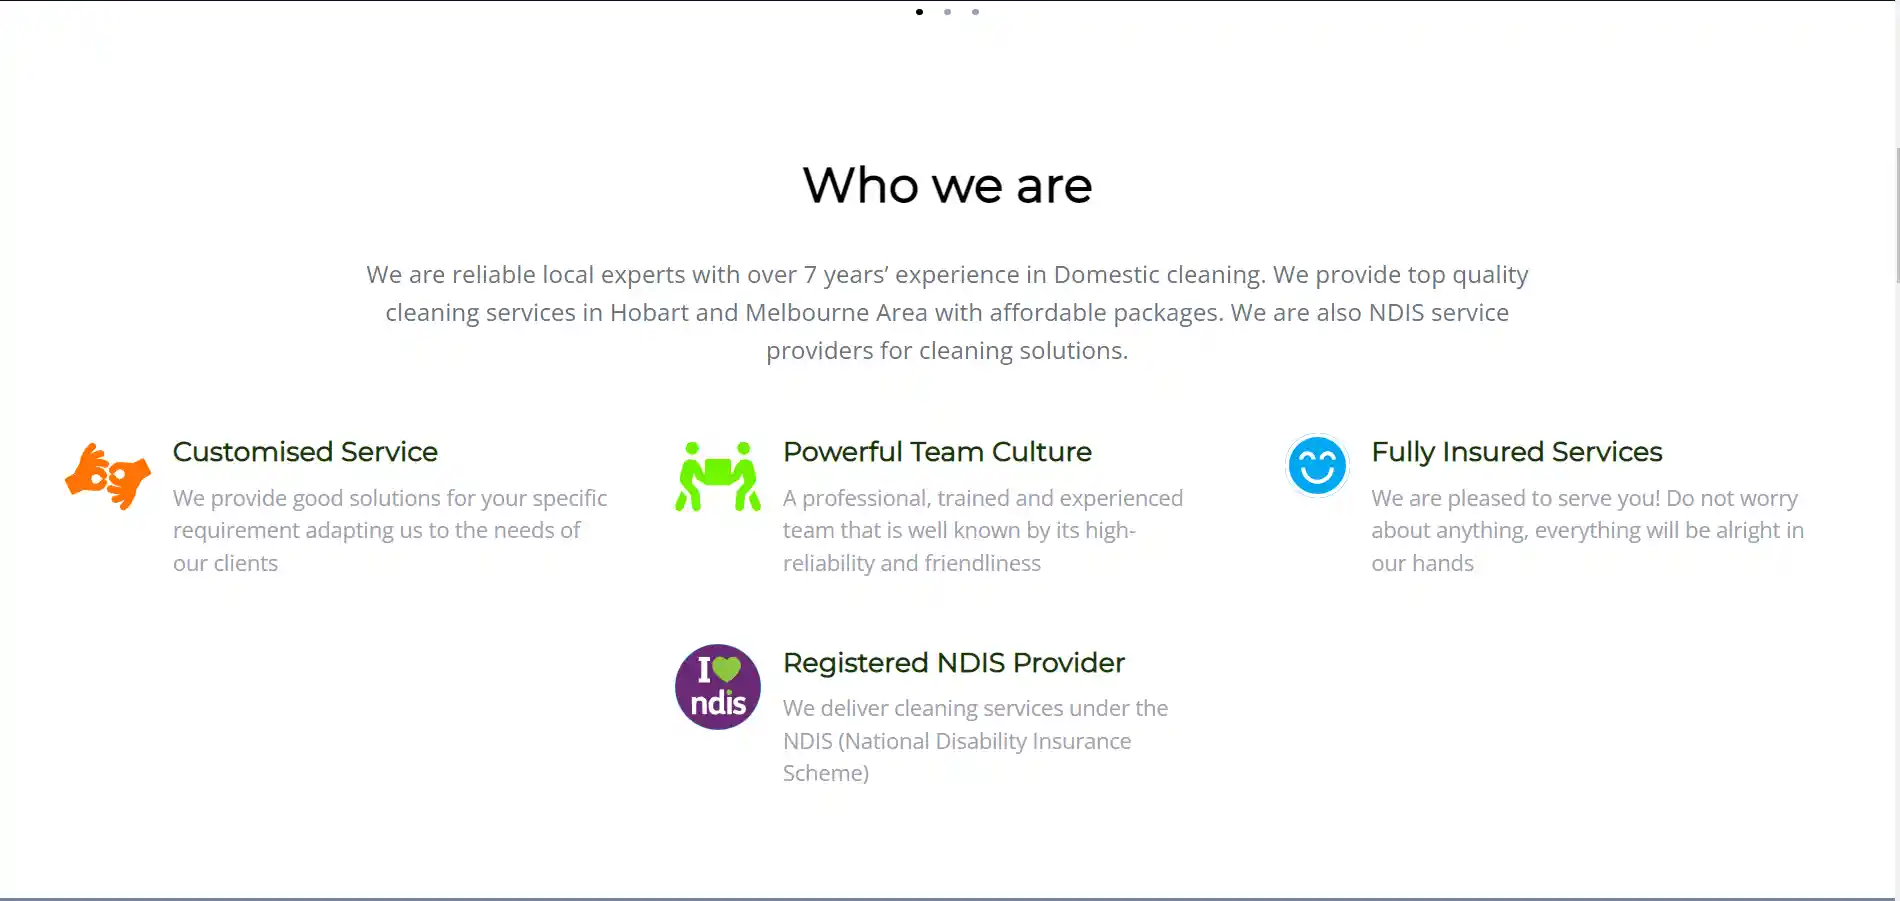 Who we are
We are reliable local experts with over 7 years’ experience in Domestic cleaning. We provide top quality
cleaning services in Hobart and Melbourne Area with affordable packages. We are also NDIS service
providers for cleaning solutions.
Customised Service
We provide good solutions for your specific
requirement adapting us to the needs of
our clients
Powerful Team Culture
A professional, trained and experienced
team that is well known by its high-
reliability and friendliness
Fully Insured Services
We are pleased to serve you! Do not worry
about anything, everything will be alright in
our hands
I
ndis
Registered NDIS Provider
We deliver cleaning services under the
NDIS (National Disability Insurance
Scheme)